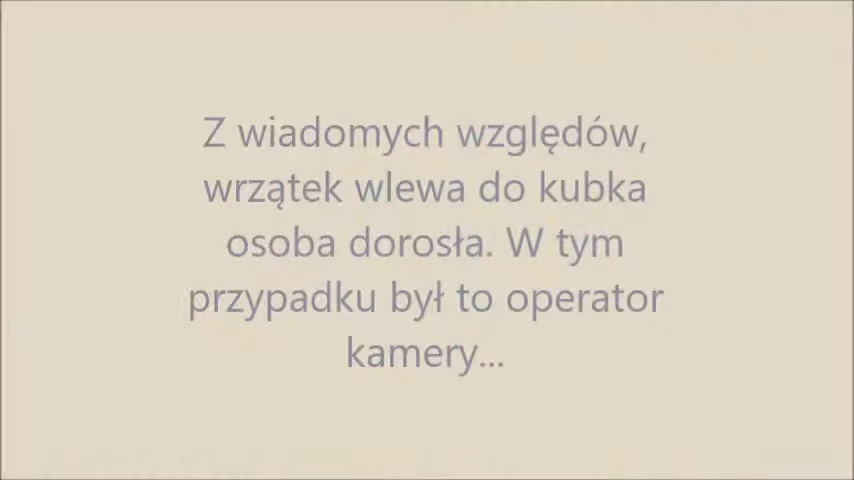 Z wiadomych względów,
wrzątek wlewa do kubka
osoba dorosła. W tym
przypadku był to operator
kamery...